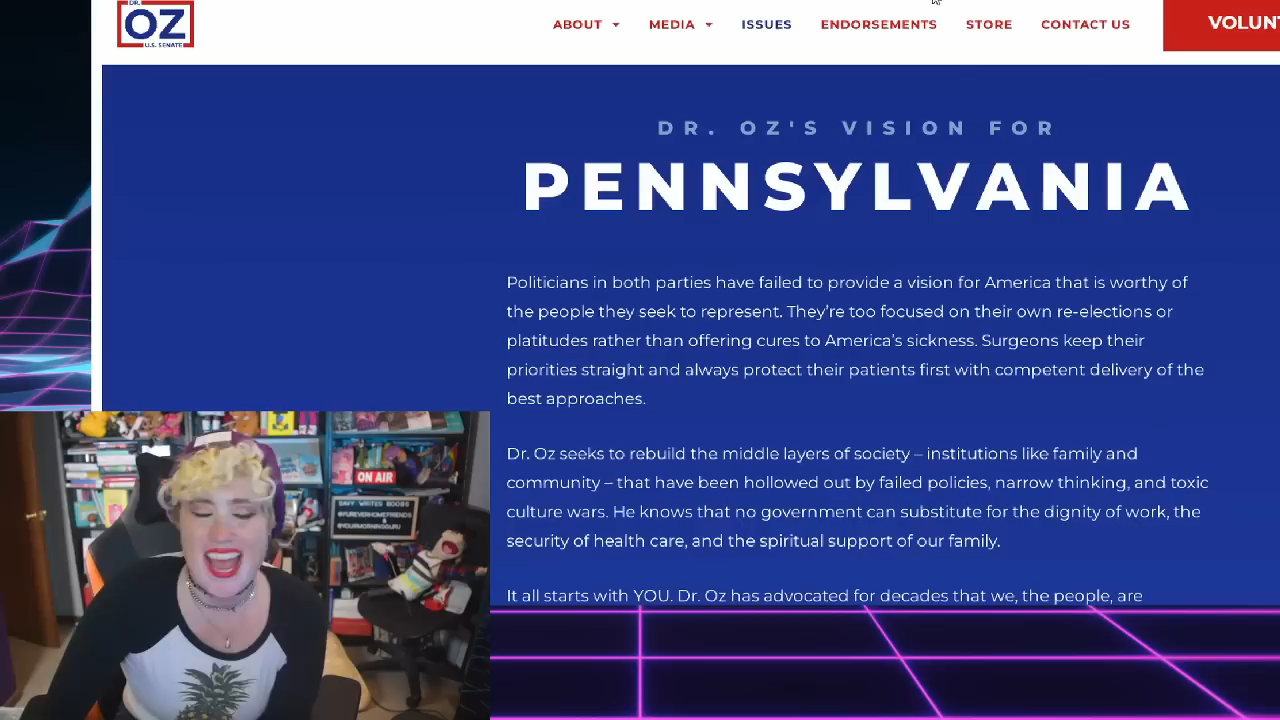 DR.
OZ
U.S. SENATE
ABOUT MEDIA ISSUES ENDORSEMENTS STORE CONTACT US VOLUN
DR. OZ'S VISION FOR
PENNSYLVANIA
Politicians in both parties have failed to provide a vision for America that is worthy of
the people they seek to represent. They're too focused on their own re-elections or
platitudes rather than offering cures to America's sickness. Surgeons keep their
priorities straight and always protect their patients first with competent delivery of the
best approaches.
Dr. Oz seeks to rebuild the middle layers of society – institutions like family and
community – that have been hollowed out by failed policies, narrow thinking, and toxic
culture wars. He knows that no government can substitute for the dignity of work, the
security of health care, and the spiritual support of our family.
It all starts with YOU. Dr. Oz has advocated for decades that we, the people, are
ON AIR
@FUREVERHOMEFRIENDS
&
@YOURMORNINGGURU